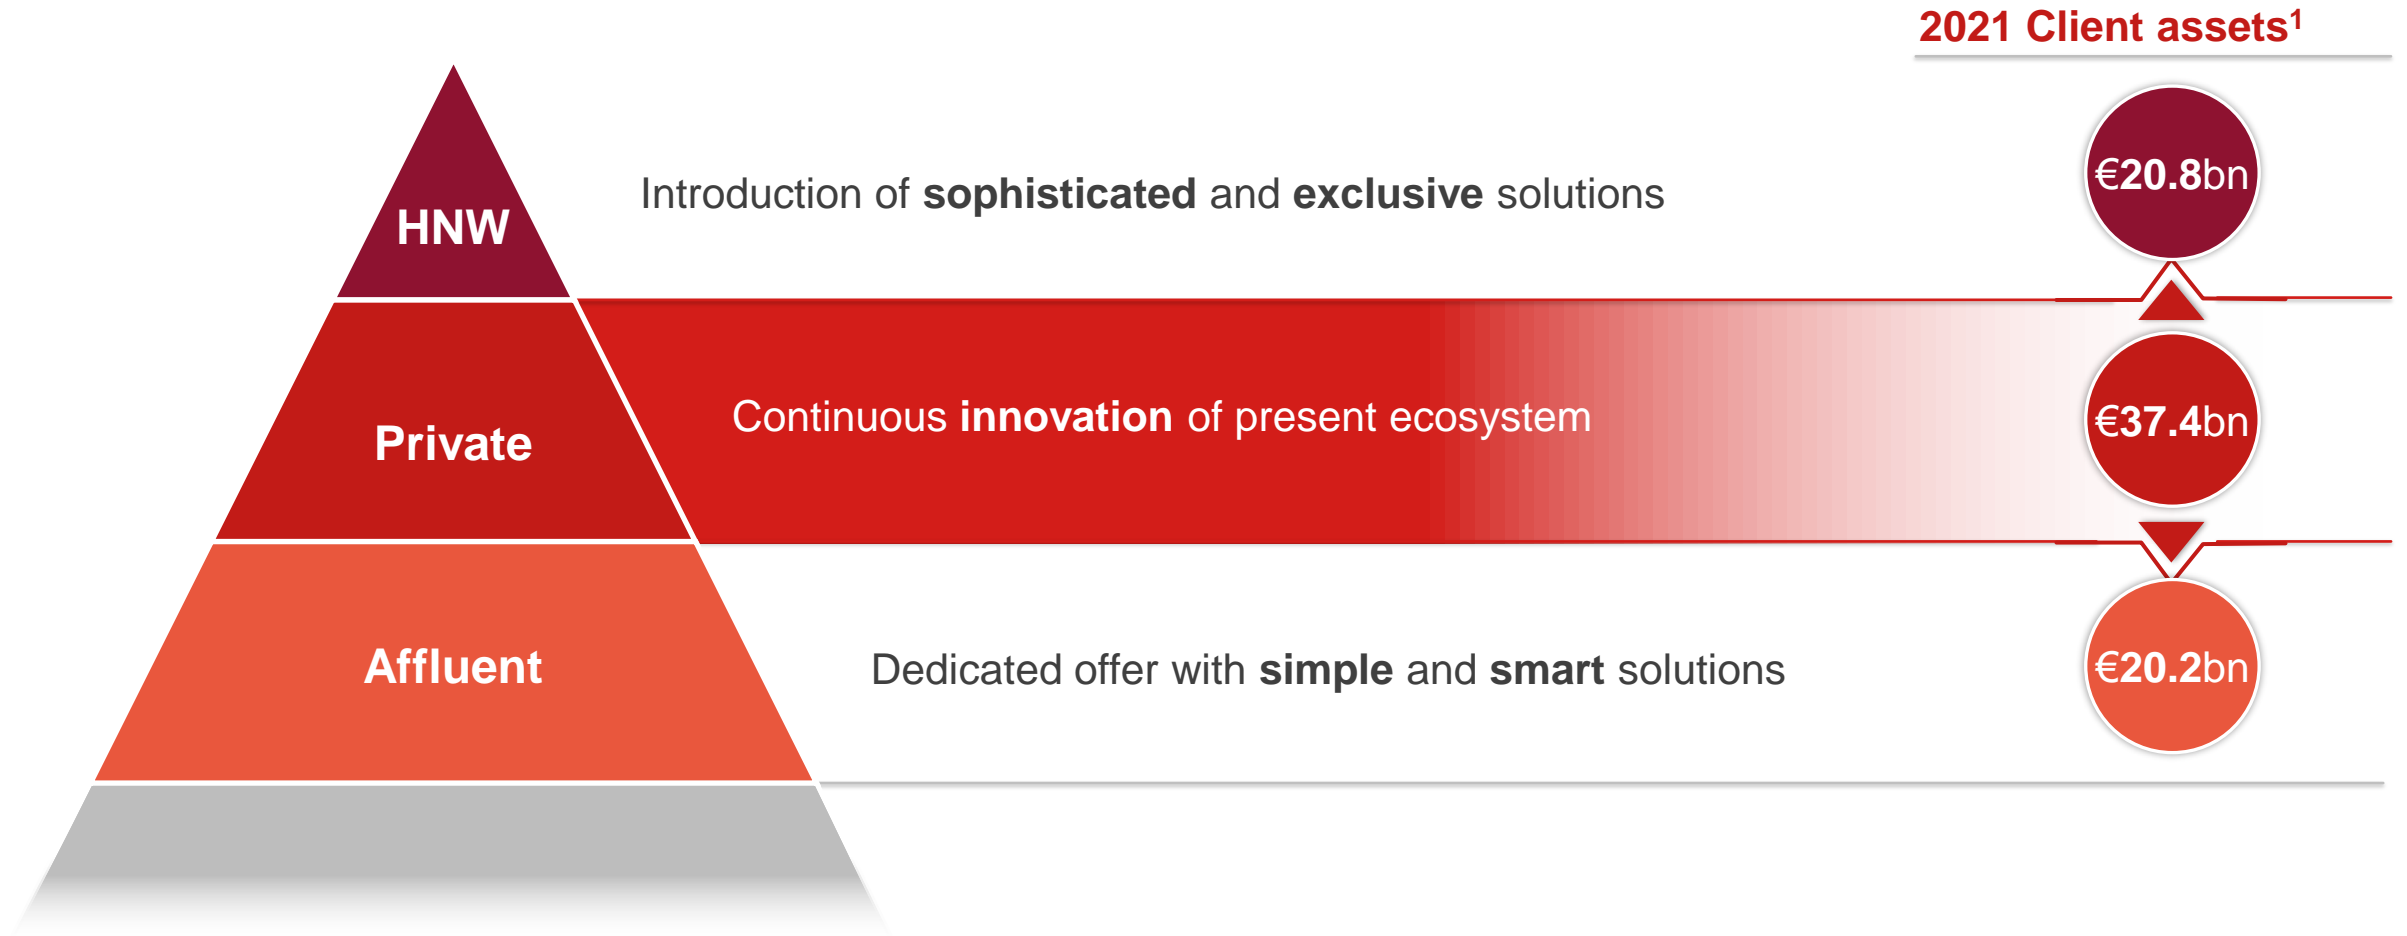 2021 Client assets¹
HNW
Introduction of sophisticated and exclusive solutions
€20.8bn
Private
Continuous innovation of present ecosystem
€37.4bn
Affluent
Dedicated offer with simple and smart solutions
€20.2bn